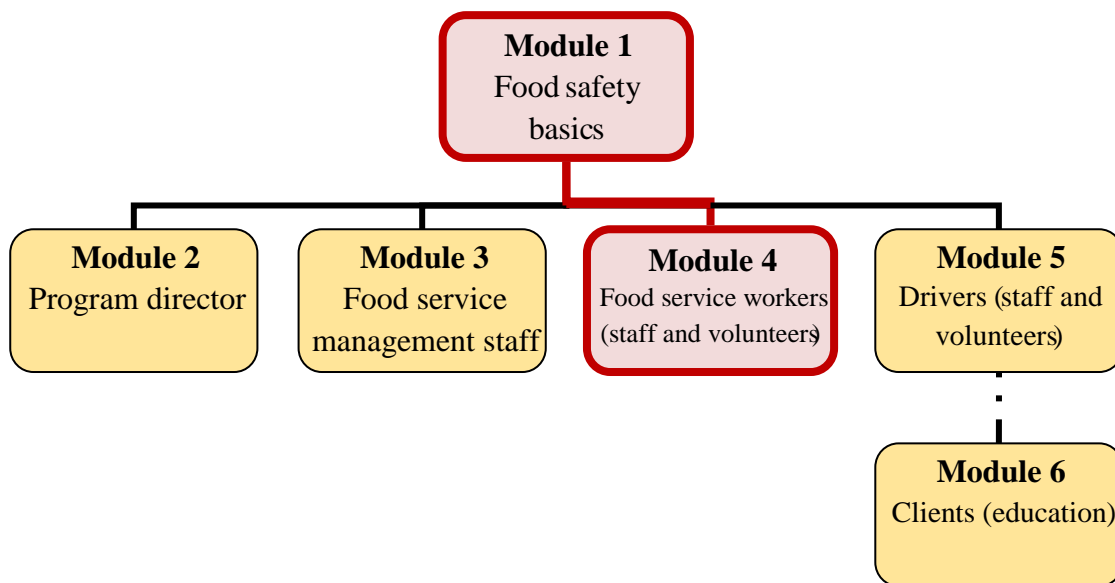 Module 1
Food safety
basics
Module 2
Program director
Module 3
Food service
management staff
Module 4
Food service workers
(staff and volunteers)
Module 5
Drivers (staff and
volunteers)
Module 6
Clients (education)